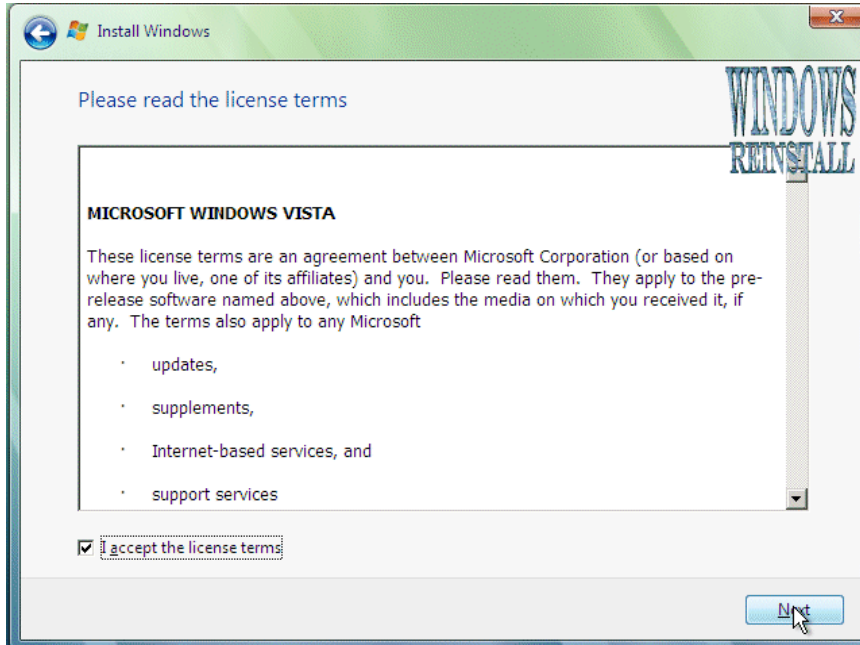 Install Windows
WINDOWS
REINSTALL
Please read the license terms
MICROSOFT WINDOWS VISTA
These license terms are an agreement between Microsoft Corporation (or based on
where you live, one of its affiliates) and you.  Please read them.  They apply to the pre-
release software named above, which includes the media on which you received it, if
any.  The terms also apply to any Microsoft
· updates,
· supplements,
· Internet-based services, and
· support services
I accept the license terms
Next